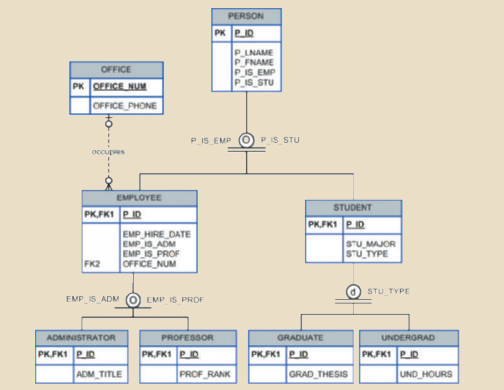 PERSON
PK P_ID
P_LNAME
P_FNAME
P_IS_EMP
P_IS_STU
OFFICE
PK OFFICE_NUM
OFFICE_PHONE
P_IS_EMP O P_IS_STU
occupies
EMPLOYEE
PK,FK1 P_ID
EMP_HIRE_DATE
EMP_IS_ADM
EMP_IS_PROF
FK2 OFFICE_NUM
STUDENT
PK,FK1 P_ID
STU_MAJOR
STU_TYPE
EMP_IS_ADM O EMP_IS_PROF
d STU_TYPE
ADMINISTRATOR
PK,FK1 P_ID
ADM_TITLE
PROFESSOR
PK,FK1 P_ID
PROF_RANK
GRADUATE
PK,FK1 P_ID
GRAD_THESIS
UNDERGRAD
PK,FK1 P_ID
UND_HOURS